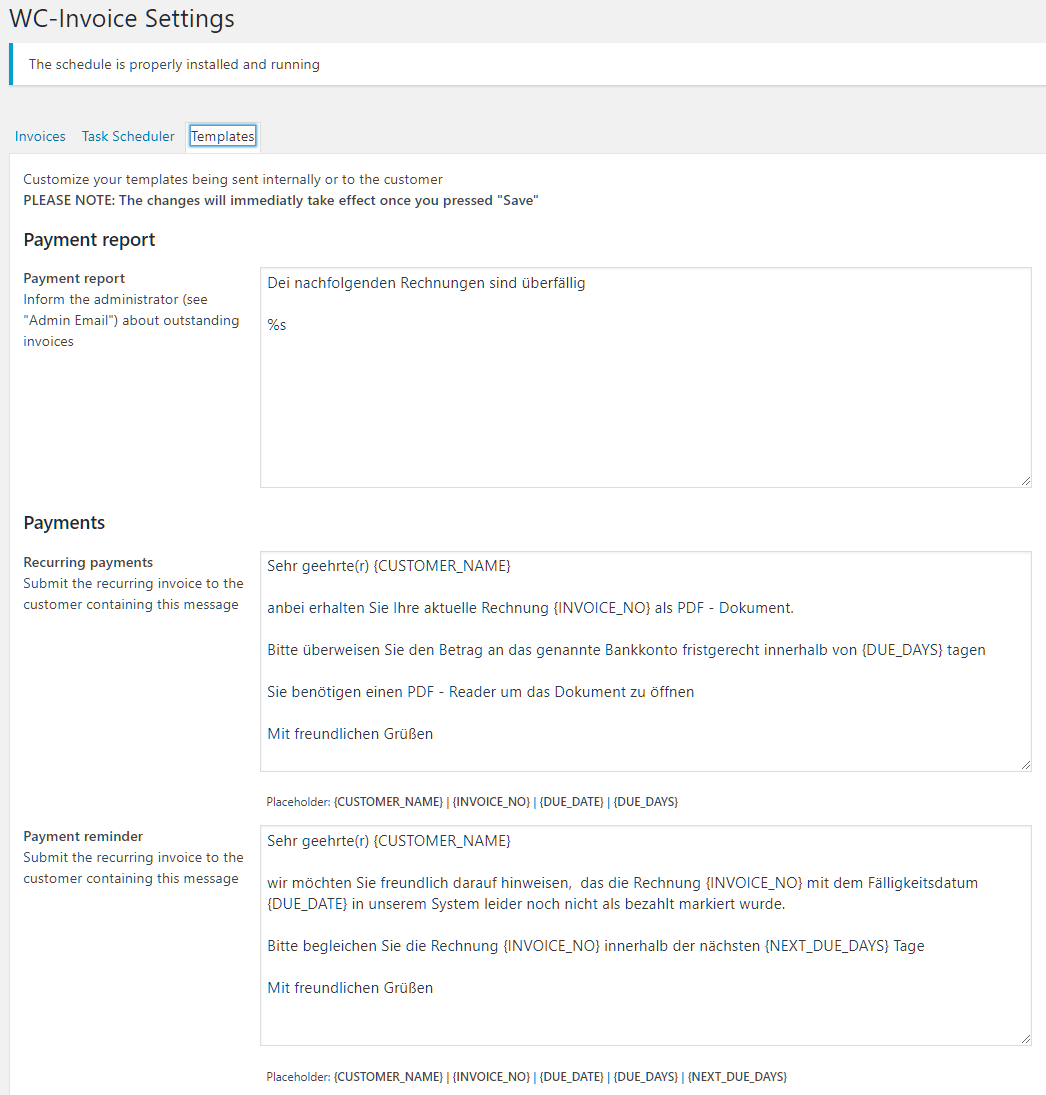 WC-Invoice Settings
The schedule is properly installed and running
Invoices Task Scheduler Templates
Customize your templates being sent internally or to the customer
PLEASE NOTE: The changes will immediatly take effect once you pressed "Save"
Payment report
Payment report
Inform the administrator (see
"Admin Email") about outstanding
invoices
Dei nachfolgenden Rechnungen sind überfällig
%s
Payments
Recurring payments
Submit the recurring invoice to the
customer containing this message
Sehr geehrte(r) {CUSTOMER_NAME}
anbei erhalten Sie Ihre aktuelle Rechnung {INVOICE_NO} als PDF - Dokument.
Bitte überweisen Sie den Betrag an das genannte Bankkonto fristgerecht innerhalb von {DUE_DAYS} tagen
Sie benötigen einen PDF - Reader um das Dokument zu öffnen
Mit freundlichen Grüßen
Placeholder: {CUSTOMER_NAME} | {INVOICE_NO} | {DUE_DATE} | {DUE_DAYS}
Payment reminder
Submit the recurring invoice to the
customer containing this message
Sehr geehrte(r) {CUSTOMER_NAME}
wir möchten Sie freundlich darauf hinweisen,  das die Rechnung {INVOICE_NO} mit dem Fälligkeitsdatum
{DUE_DATE} in unserem System leider noch nicht als bezahlt markiert wurde.
Bitte begleichen Sie die Rechnung {INVOICE_NO} innerhalb der nächsten {NEXT_DUE_DAYS} Tage
Mit freundlichen Grüßen
Placeholder: {CUSTOMER_NAME} | {INVOICE_NO} | {DUE_DATE} | {DUE_DAYS} | {NEXT_DUE_DAYS}